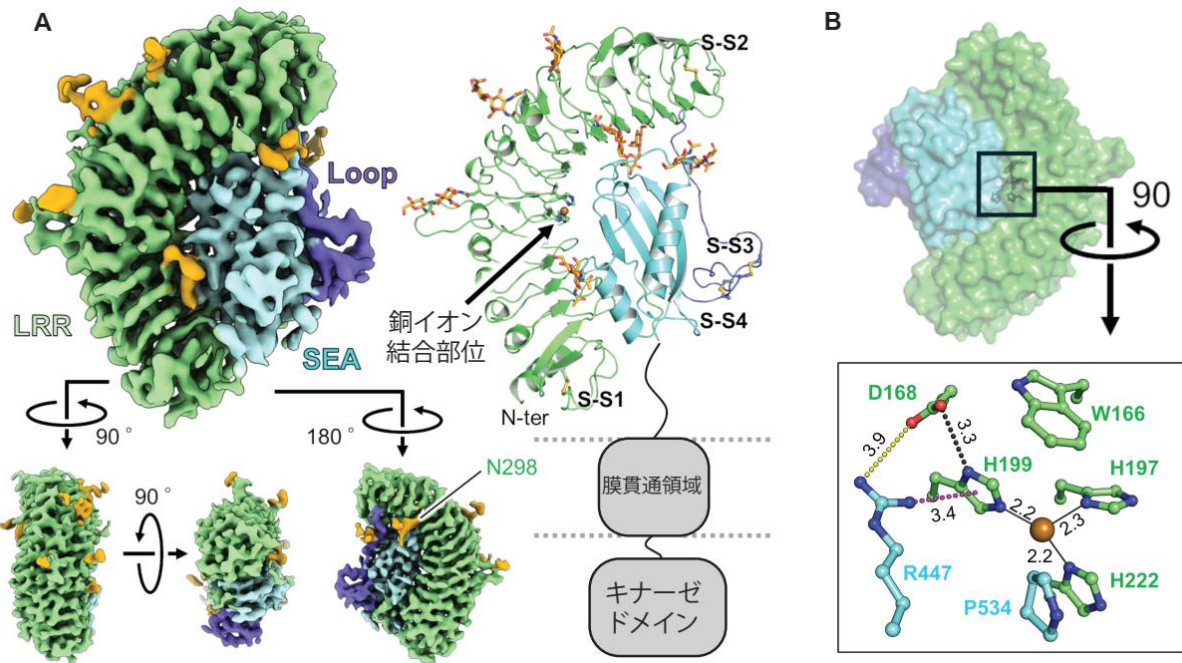 A
B
S-S2
Loop
S-S3
S-S4
LRR
銅イオン
結合部位
SEA
S-S1
N-ter
90
90°
180°
N298
90°
膜貫通領域
キナーゼ
ドメイン
D168
W166
3.9
3.3
H199
H197
3.4
2.2
2.3
2.2
R447
P534
H222